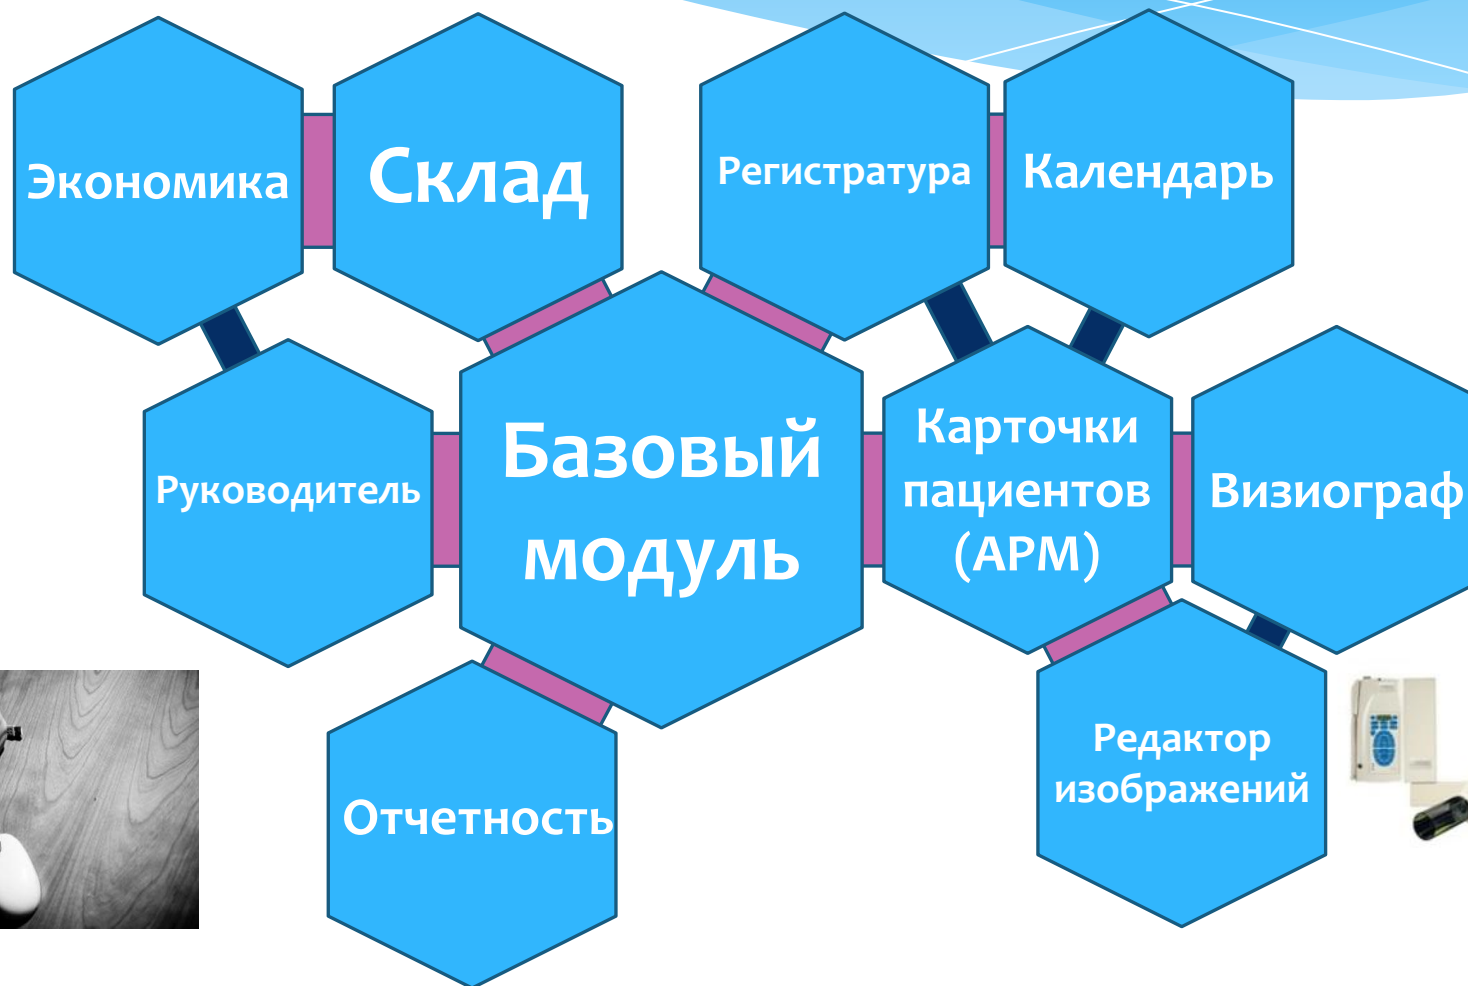 Экономика
Склад
Регистратура
Календарь
Руководитель
Базовый
модуль
Карточки
пациентов
(АРМ)
Визиограф
Отчетность
Редактор
изображений